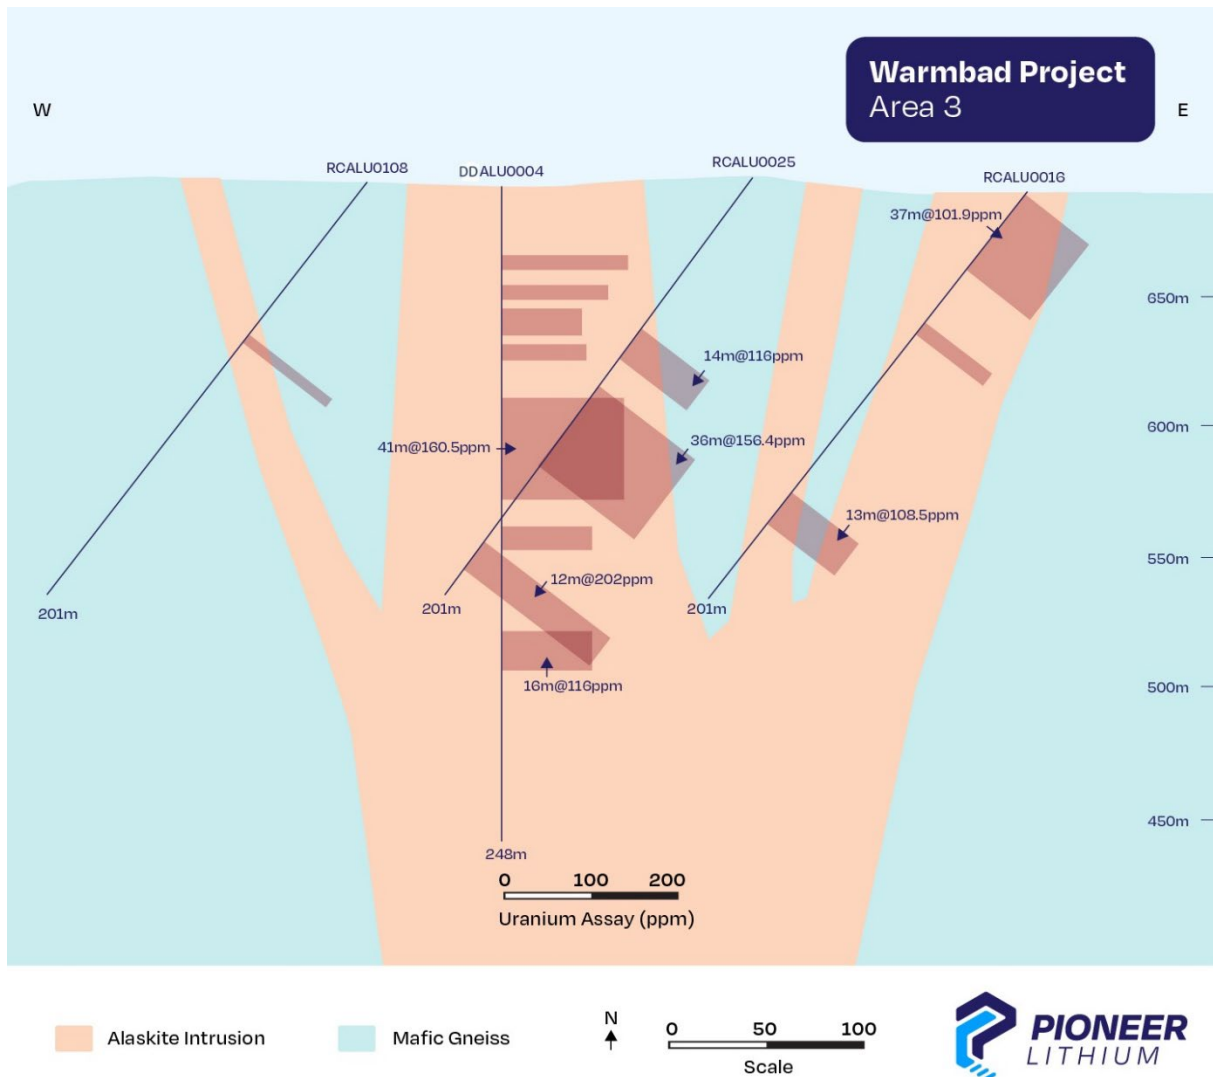 Warmbad Project
Area 3
W
E
RCALU0108
DDALU0004
RCALU0025
RCALU0016
37m@101.9ppm
650m
14m@116ppm
600m
41m@160.5ppm
36m@156.4ppm
13m@108.5ppm
550m
12m@202ppm
201m
201m
201m
16m@116ppm
500m
450m
248m
0 100 200
Uranium Assay (ppm)
Alaskite Intrusion
Mafic Gneiss
N
0 50 100
Scale
PIONEER
LITHIUM